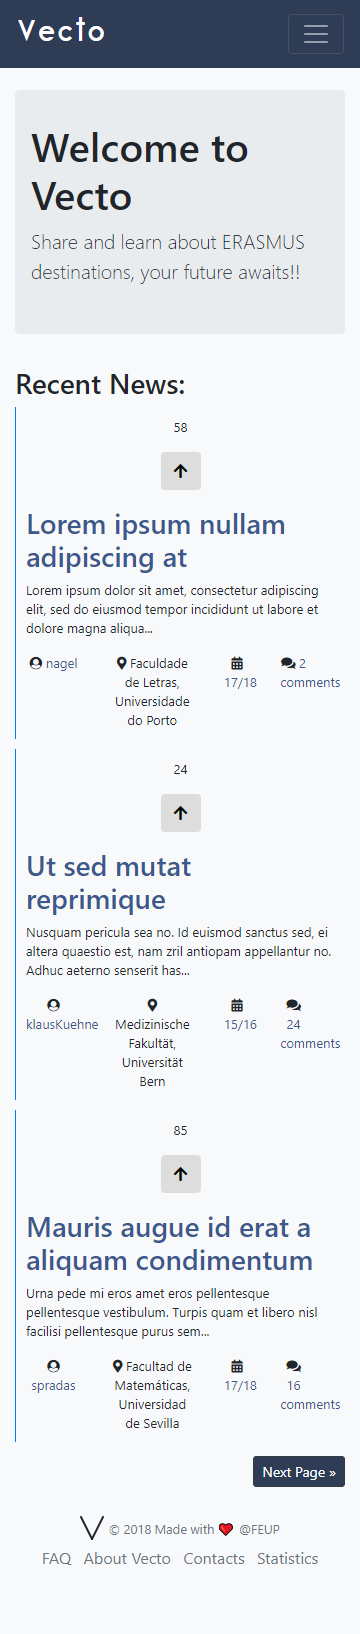 Vecto
Welcome to
Vecto
Share and learn about ERASMUS
destinations, your future awaits!!
Recent News:
58
Lorem ipsum nullam
adipiscing at
Lorem ipsum dolor sit amet, consectetur adipiscing
elit, sed do eiusmod tempor incididunt ut labore et
dolore magna aliqua...
nagel
Faculdade
de Letras,
Universidade
do Porto
17/18
2
comments
24
Ut sed mutat
reprimique
Nusquam pericula sea no. Id euismod sanctus sed, ei
altera quaestio est, nam zril antiopam appellantur no.
Adhuc aeterno senserit has...
klausKuehne
Medizinische
Fakultät,
Universität
Bern
15/16
24
comments
85
Mauris augue id erat a
aliquam condimentum
Urna pede mi eros amet eros pellentesque
pellentesque vestibulum. Turpis quam et libero nisl
facilisi pellentesque purus sem...
spradas
Facultad de
Matemáticas,
Universidad
de Sevilla
17/18
16
comments
Next Page »
V © 2018 Made with ❤ @FEUP
FAQ About Vecto Contacts Statistics